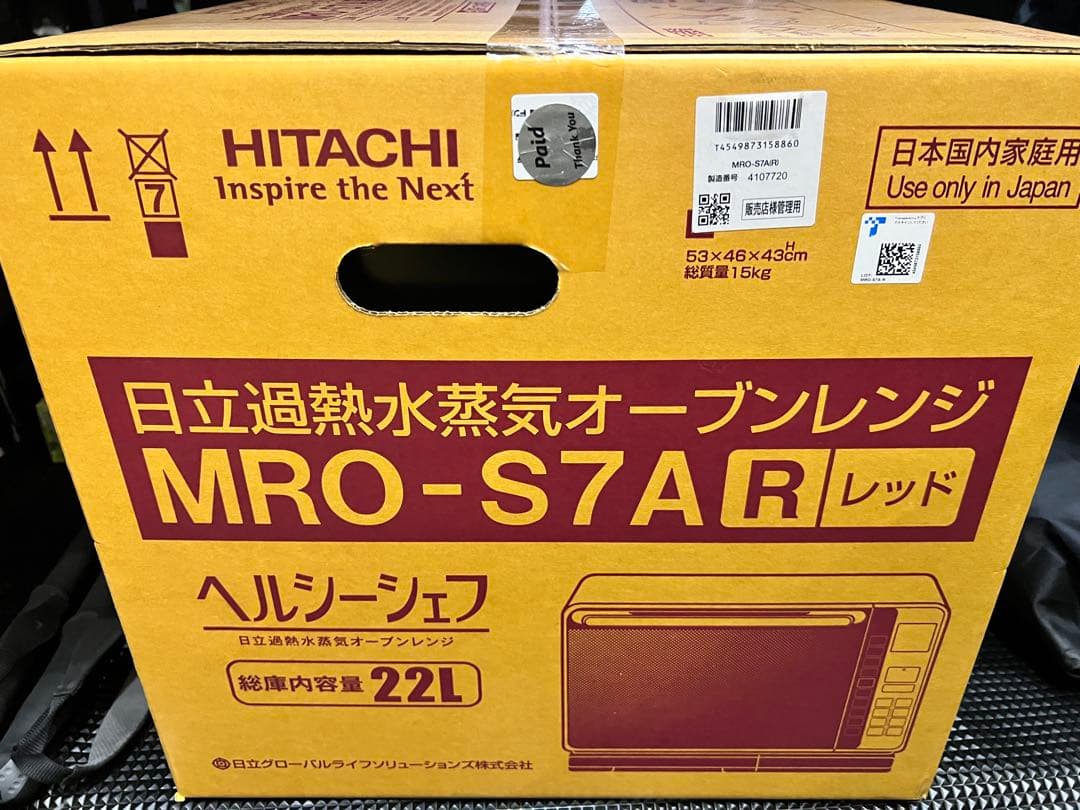 HITACHI
Inspire the Next
7
Paid
Thank You
T4549873158860
MRO-S7A(R)
製造番号 4107720
販売店様管理用
日本国内家庭用
Use only in Japan
53×46×43cm
H
総質量15kg
日立過熱水蒸気オーブンレンジ
MRO-S7A R レッド
ヘルシーシェフ
日立過熱水蒸気オーブンレンジ
総庫内容量 22L
日立グローバルライフソリューションズ株式会社